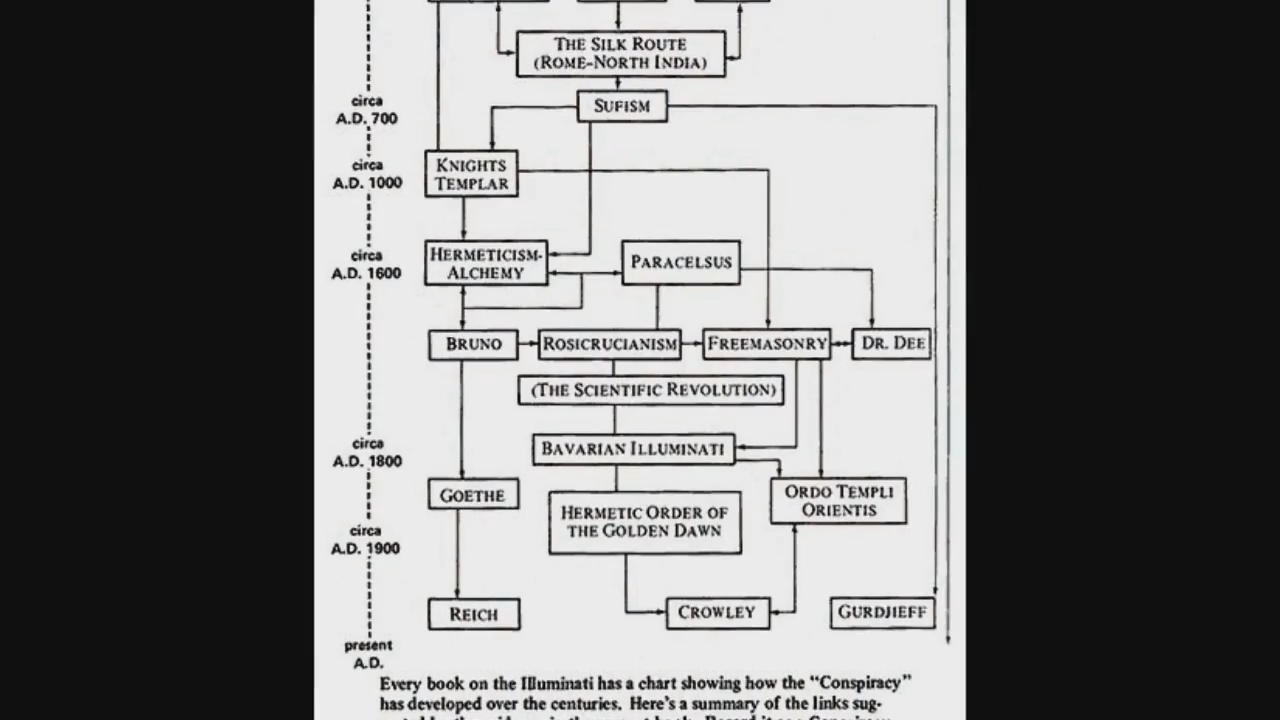 THE SILK ROUTE
(ROME-NORTH INDIA)
circa
A.D. 700
SUFISM
circa
A.D. 1000
KNIGHTS
TEMPLAR
circa
A.D. 1600
HERMETICISM-
ALCHEMY
PARACELSUS
BRUNO
ROSICRUCIANISM
FREEMASONRY
DR. DEE
(THE SCIENTIFIC REVOLUTION)
circa
A.D. 1800
BAVARIAN ILLUMINATI
GOETHE
ORDO TEMPLI
ORIENTIS
HERMETIC ORDER OF
THE GOLDEN DAWN
circa
A.D. 1900
REICH
CROWLEY
GURDJIEFF
present
A.D.
Every book on the Illuminati has a chart showing how the "Conspiracy"
has developed over the centuries. Here's a summary of the links sug-